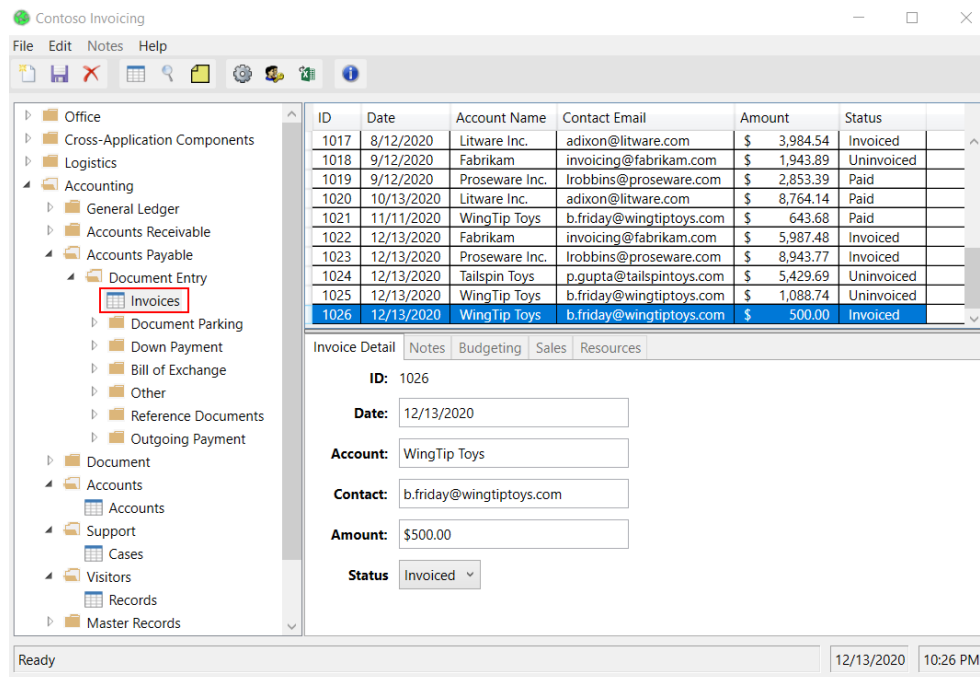 Contoso Invoicing
File Edit Notes Help
Office
Cross-Application Components
Logistics
Accounting
General Ledger
Accounts Receivable
Accounts Payable
Document Entry
Invoices
Document Parking
Down Payment
Bill of Exchange
Other
Reference Documents
Outgoing Payment
Document
Accounts
Accounts
Support
Cases
Visitors
Records
Master Records
ID Date Account Name Contact Email Amount Status
1017 8/12/2020 Litware Inc. adixon@litware.com $ 3,984.54 Invoiced
1018 9/12/2020 Fabrikam invoicing@fabrikam.com $ 1,943.89 Uninvoiced
1019 9/12/2020 Proseware Inc. lrobbins@proseware.com $ 2,853.39 Paid
1020 10/13/2020 Litware Inc. adixon@litware.com $ 8,764.14 Paid
1021 11/11/2020 WingTip Toys b.friday@wingtiptoys.com $ 643.68 Paid
1022 12/13/2020 Fabrikam invoicing@fabrikam.com $ 5,987.48 Invoiced
1023 12/13/2020 Proseware Inc. lrobbins@proseware.com $ 8,943.77 Invoiced
1024 12/13/2020 Tailspin Toys p.gupta@tailspintoys.com $ 5,429.69 Uninvoiced
1025 12/13/2020 WingTip Toys b.friday@wingtiptoys.com $ 1,088.74 Uninvoiced
1026 12/13/2020 WingTip Toys b.friday@wingtiptoys.com $ 500.00 Invoiced
Invoice Detail Notes Budgeting Sales Resources
ID: 1026
Date: 12/13/2020
Account: WingTip Toys
Contact: b.friday@wingtiptoys.com
Amount: $500.00
Status Invoiced
Ready 12/13/2020 10:26 PM